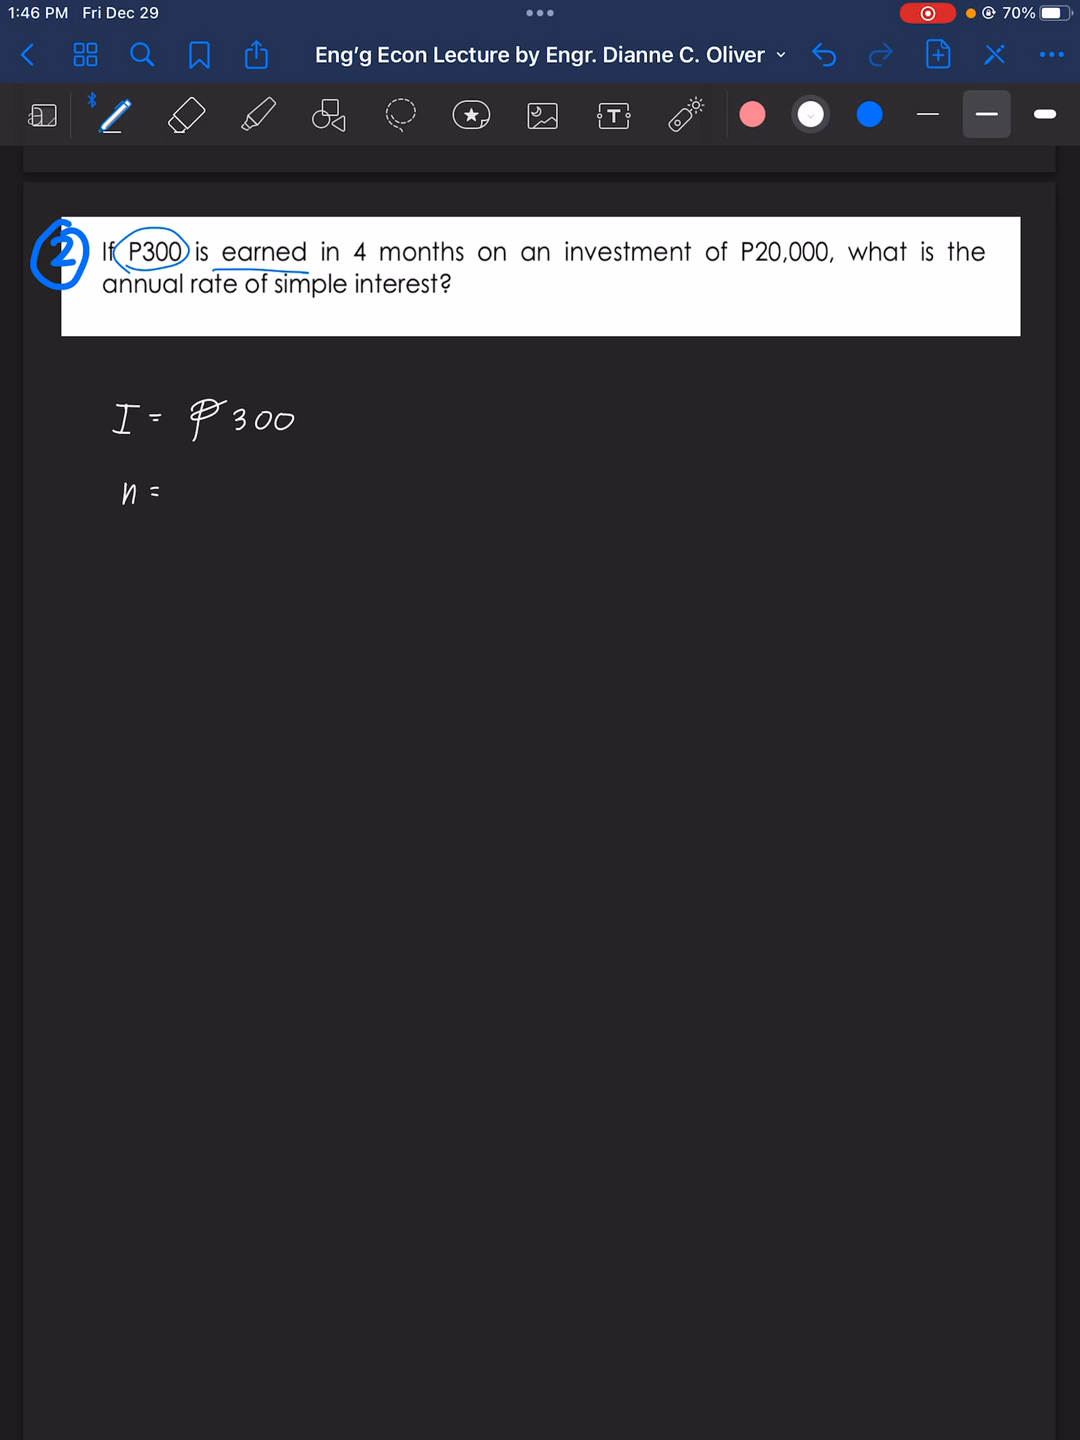 1:46 PM Fri Dec 29
70%
Eng'g Econ Lecture by Engr. Dianne C. Oliver
T
2 If P300 is earned in 4 months on an investment of P20,000, what is the
annual rate of simple interest?
I = ₱300
n =